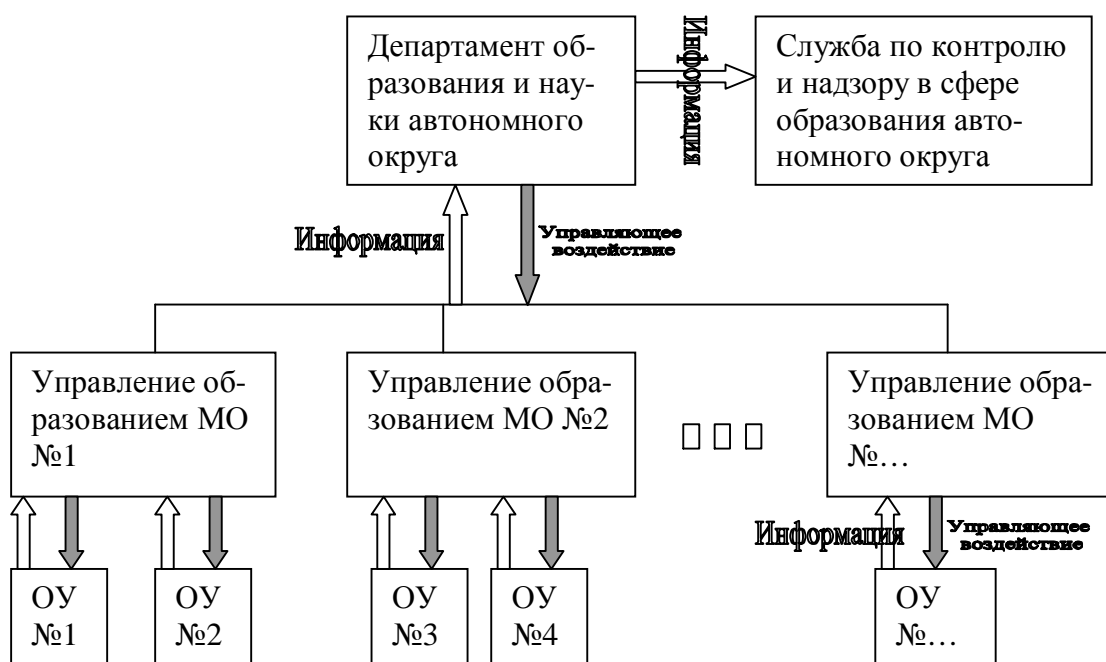 Департамент об-
разования и нау-
ки автономного
округа
Информация
Служба по контролю
и надзору в сфере
образования авто-
номного округа
Информация
Управляющее
воздействие
Управление об-
разованием МО
№1
Управление обра-
зованием МО №2
Управление обра-
зованием МО
№…
Информация
Управляющее
воздействие
ОУ
№1
ОУ
№2
ОУ
№3
ОУ
№4
ОУ
№…